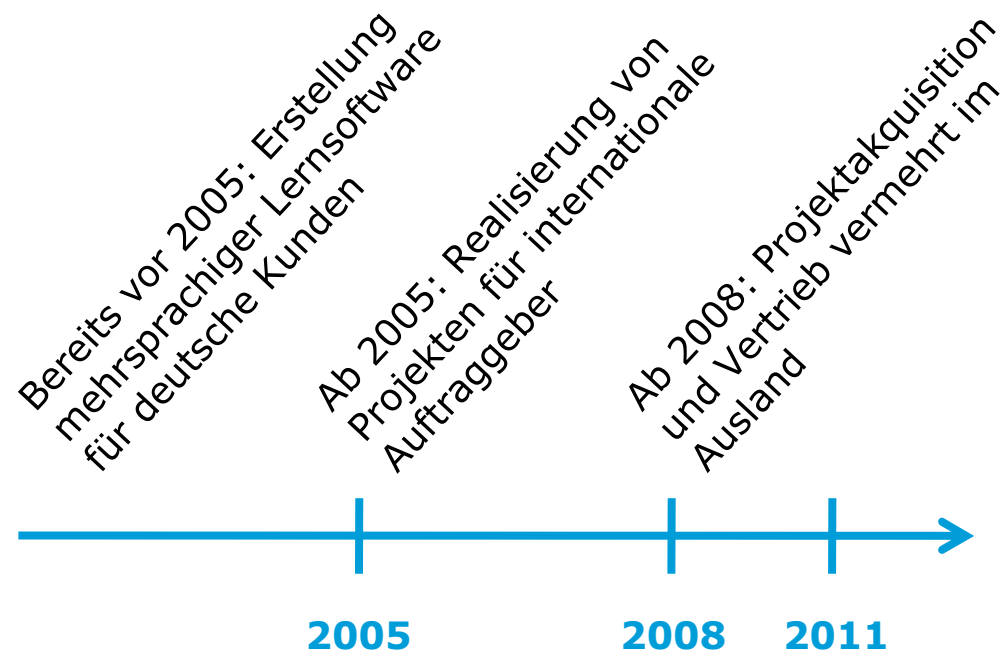 Bereits vor 2005: Erstellung
mehrsprachiger Lernsoftware
für deutsche Kunden
Ab 2005: Realisierung von
Projekten für internationale
Auftraggeber
Ab 2008: Projektakquisition
und Vertrieb vermehrt im
Ausland
2005
2008
2011